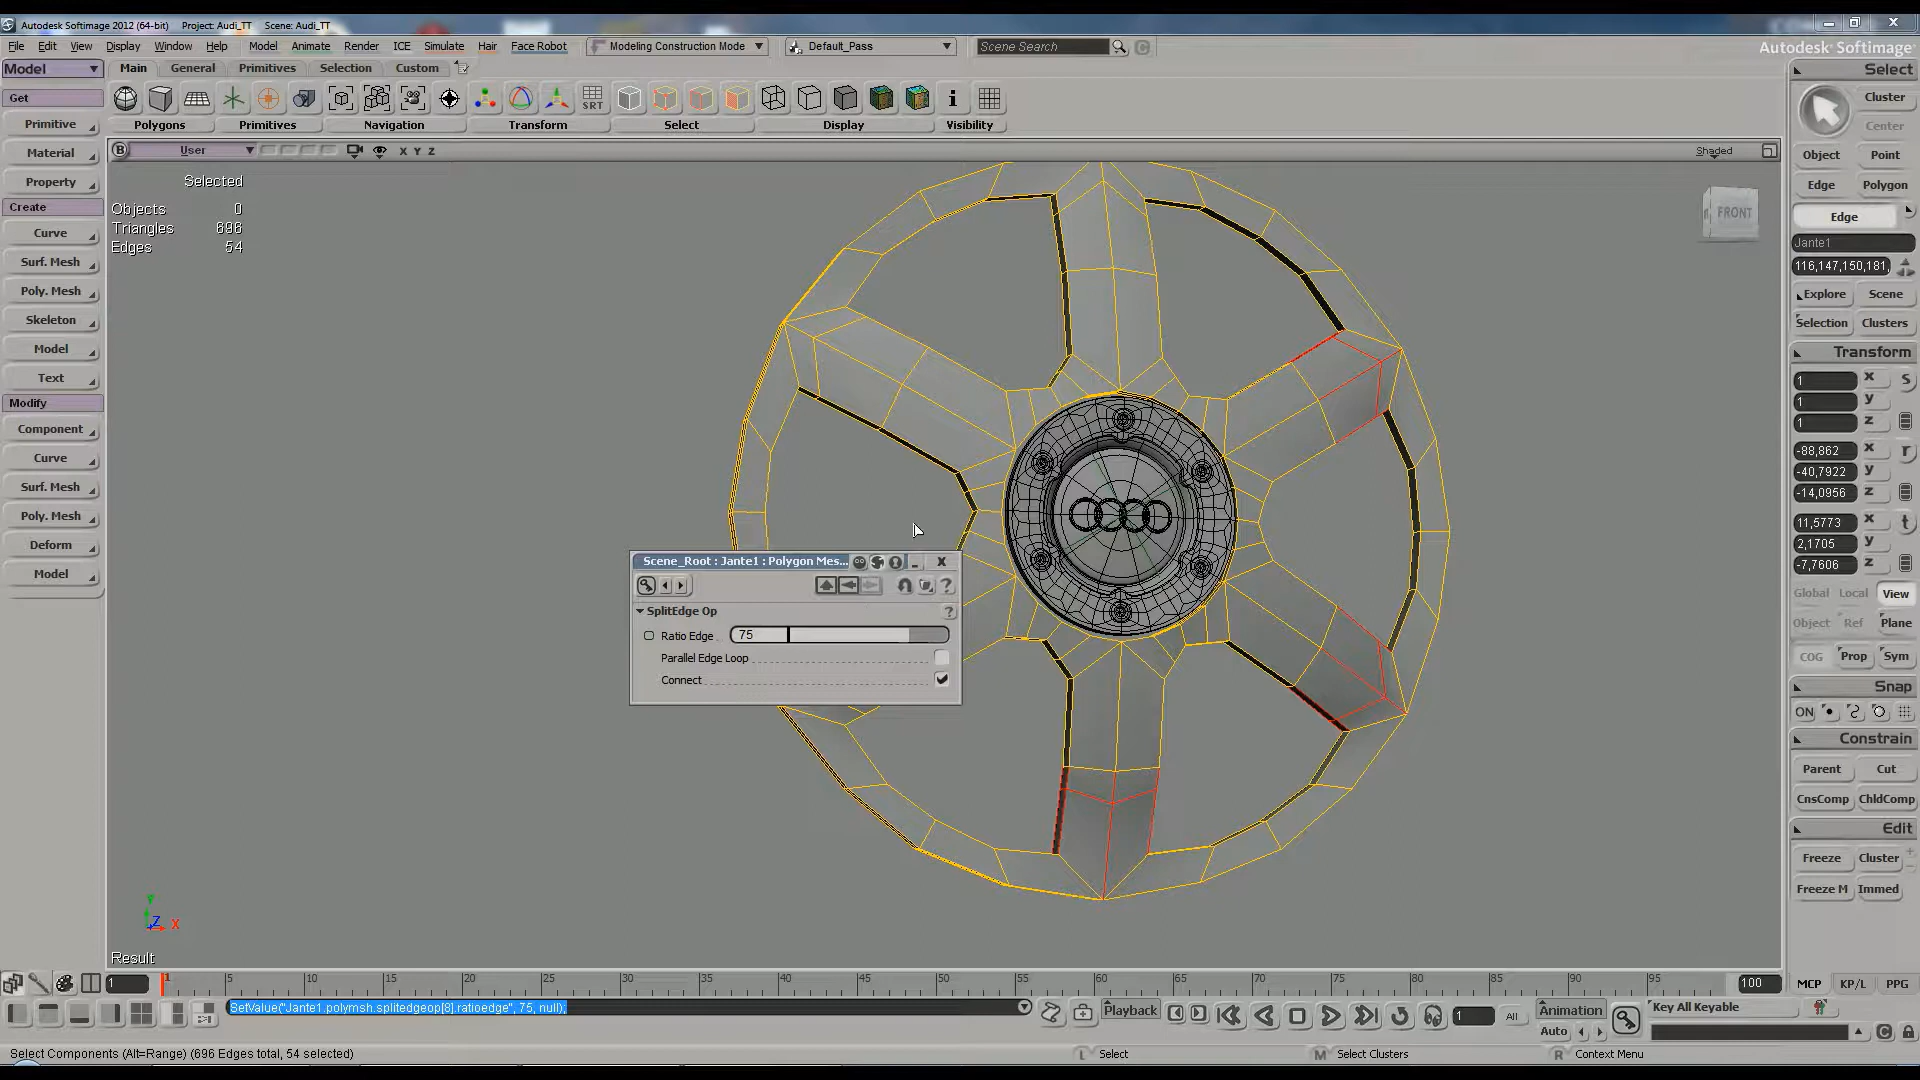 Autodesk Softimage 2012 (64-bit) Project: Audi_TT Scene: Audi_TT
File Edit View Display Window Help Model Animate Render ICE Simulate Hair Face Robot Modeling Construction Mode Default_Pass Scene Search
Autodesk Softimage
Model Main General Primitives Selection Custom
Select
Get
Cluster
Center
SRT
Primitive
Polygons Primitives Navigation Transform Select Display Visibility
Material
B User X Y Z
Shaded
Object Point
Property
Selected
Edge Polygon
Create
Objects 0
Triangles 696
Edges 54
FRONT
Edge
Curve
Jante1
Surf. Mesh
116,147,150,181,
Poly. Mesh
Explore Scene
Skeleton
Selection Clusters
Model
Transform
Text
1 x S
1 y
1 z
Modify
Component
-88,862 x r
Curve
-40,7922 y
Surf. Mesh
-14,0956 z
Poly. Mesh
11,5773 x t
Deform
2,1705 y
-7,7606 z
Model
Scene_Root : Jante1 : Polygon Mes...
Global Local View
SplitEdge Op
Object Ref Plane
Ratio Edge 75
Parallel Edge Loop
COG Prop Sym
Connect
Snap
ON
Constrain
Parent Cut
CnsComp ChldComp
Edit
Freeze Cluster
Freeze M Immed
Y
Z X
Result
1 1 5 10 15 20 25 30 35 40 45 50 55 60 65 70 75 80 85 90 95 100 MCP KP/L PPG
SetValue("Jante1.polymsh.splitedgeop[8].ratioedge", 75, null);
Playback 1 All Animation Key All Keyable
Auto
Select Components (Alt=Range) (696 Edges total, 54 selected)
L Select M Select Clusters R Context Menu